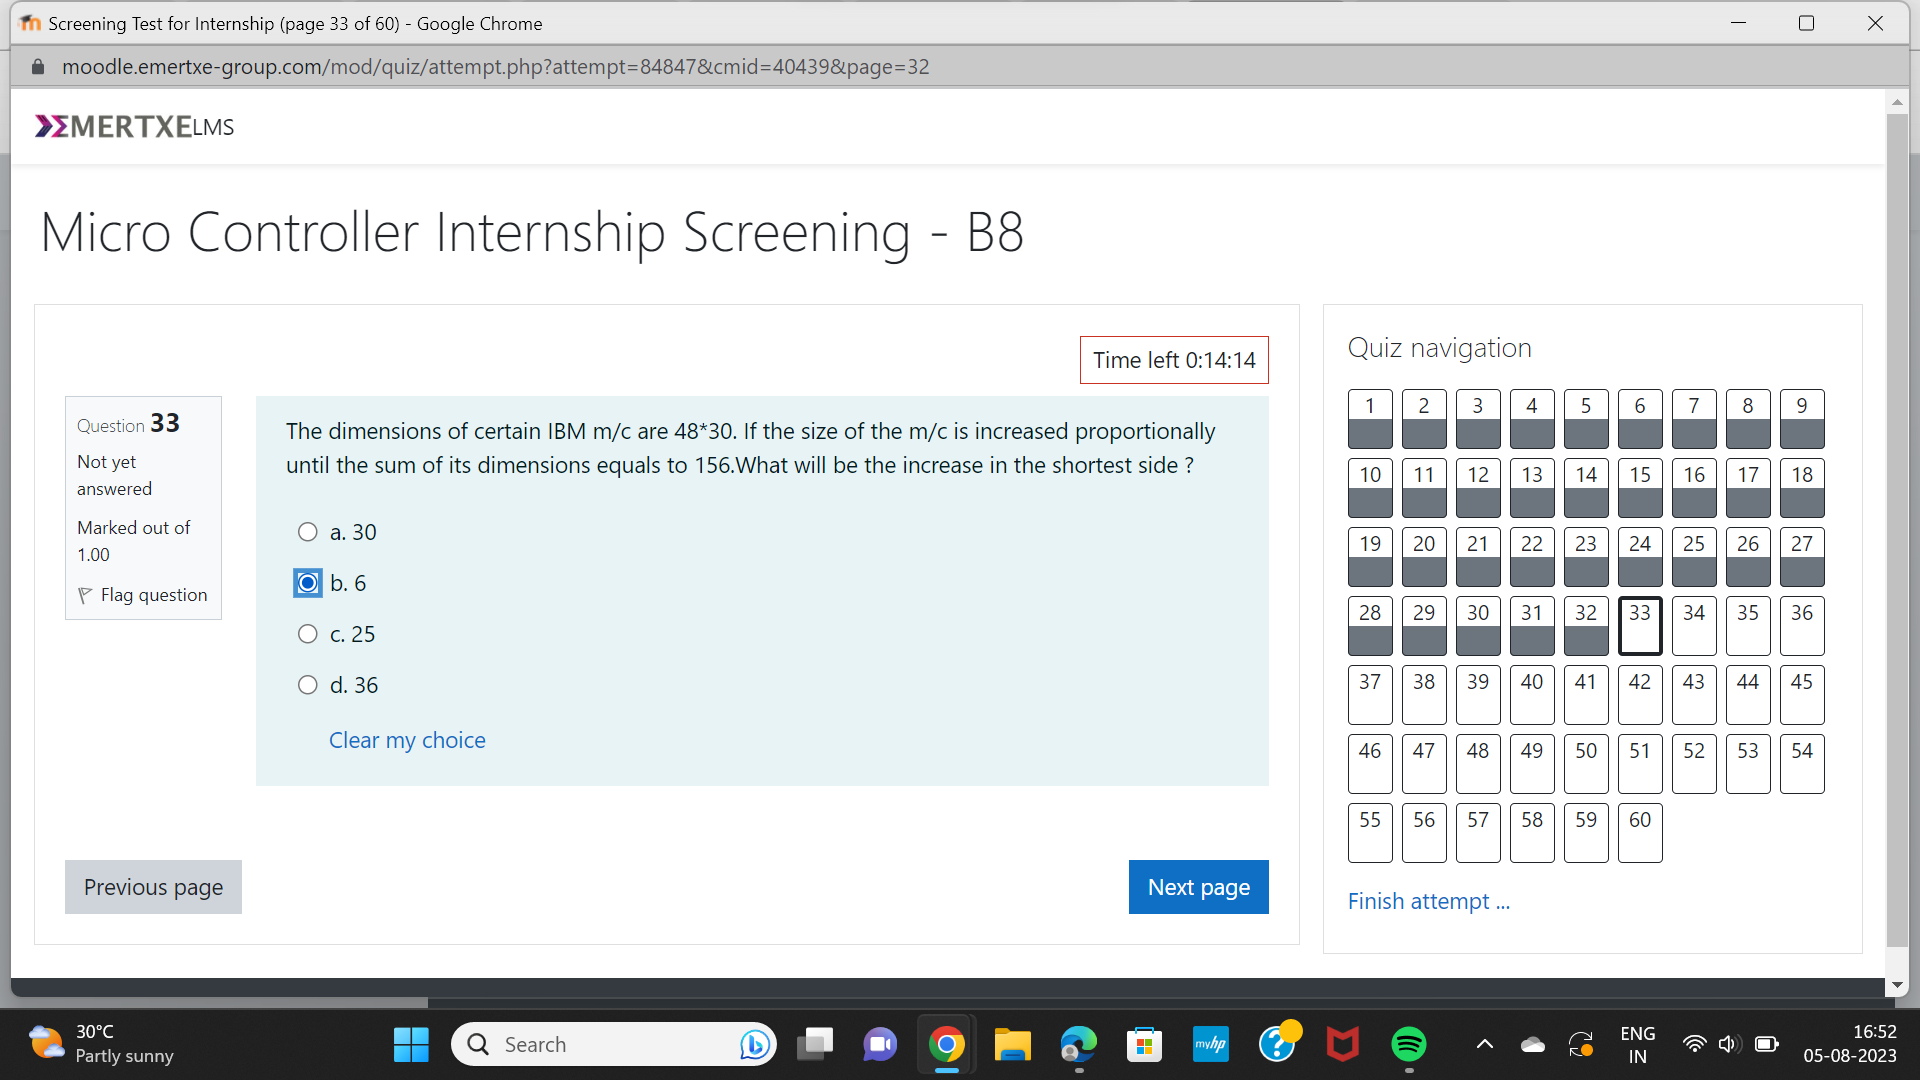 Screening Test for Internship (page 33 of 60) - Google Chrome
moodle.emertxe-group.com/mod/quiz/attempt.php?attempt=84847&cmid=40439&page=32
EMERTXE LMS
Micro Controller Internship Screening - B8
Time left 0:14:14
Question 33
Not yet
answered
Marked out of
1.00
Flag question
The dimensions of certain IBM m/c are 48*30. If the size of the m/c is increased proportionally
until the sum of its dimensions equals to 156.What will be the increase in the shortest side ?
a. 30
b. 6
c. 25
d. 36
Clear my choice
Previous page
Next page
Quiz navigation
1 2 3 4 5 6 7 8 9
10 11 12 13 14 15 16 17 18
19 20 21 22 23 24 25 26 27
28 29 30 31 32 33 34 35 36
37 38 39 40 41 42 43 44 45
46 47 48 49 50 51 52 53 54
55 56 57 58 59 60
Finish attempt ...
30°C
Partly sunny
Search
myhp
ENG
IN
16:52
05-08-2023